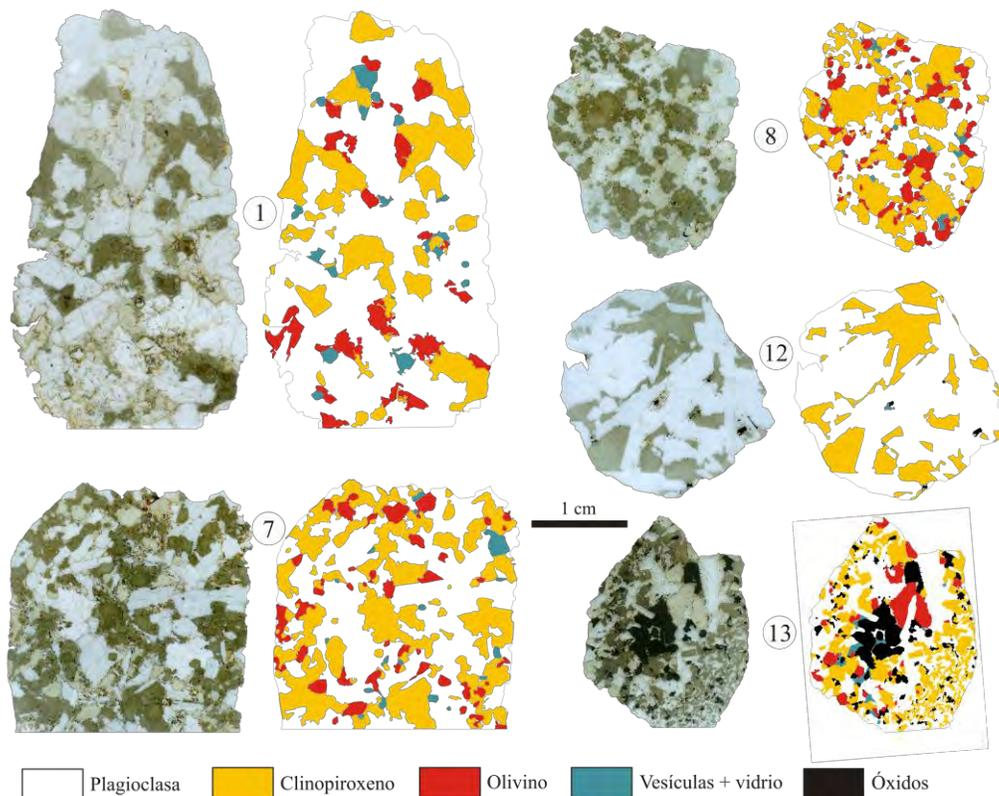 1
8
12
7
1 cm
13
Plagioclasa
Clinopiroxeno
Olivino
Vesículas + vidrio
Óxidos